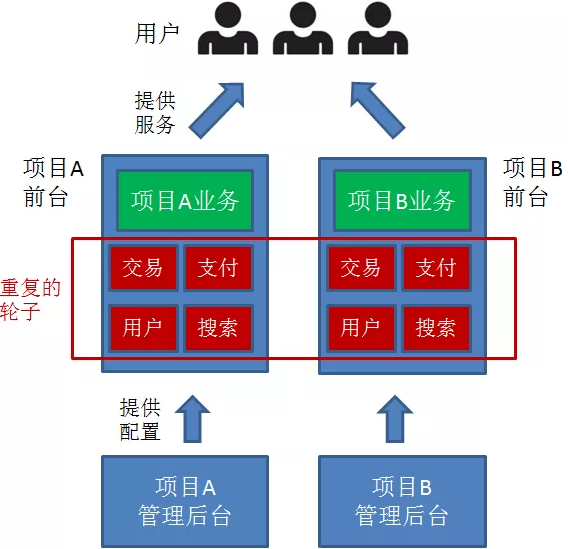 用户
提供
服务
项目A
前台
项目B
前台
项目A业务
项目B业务
交易
支付
交易
支付
重复的
轮子
用户
搜索
用户
搜索
提供
配置
项目A
管理后台
项目B
管理后台